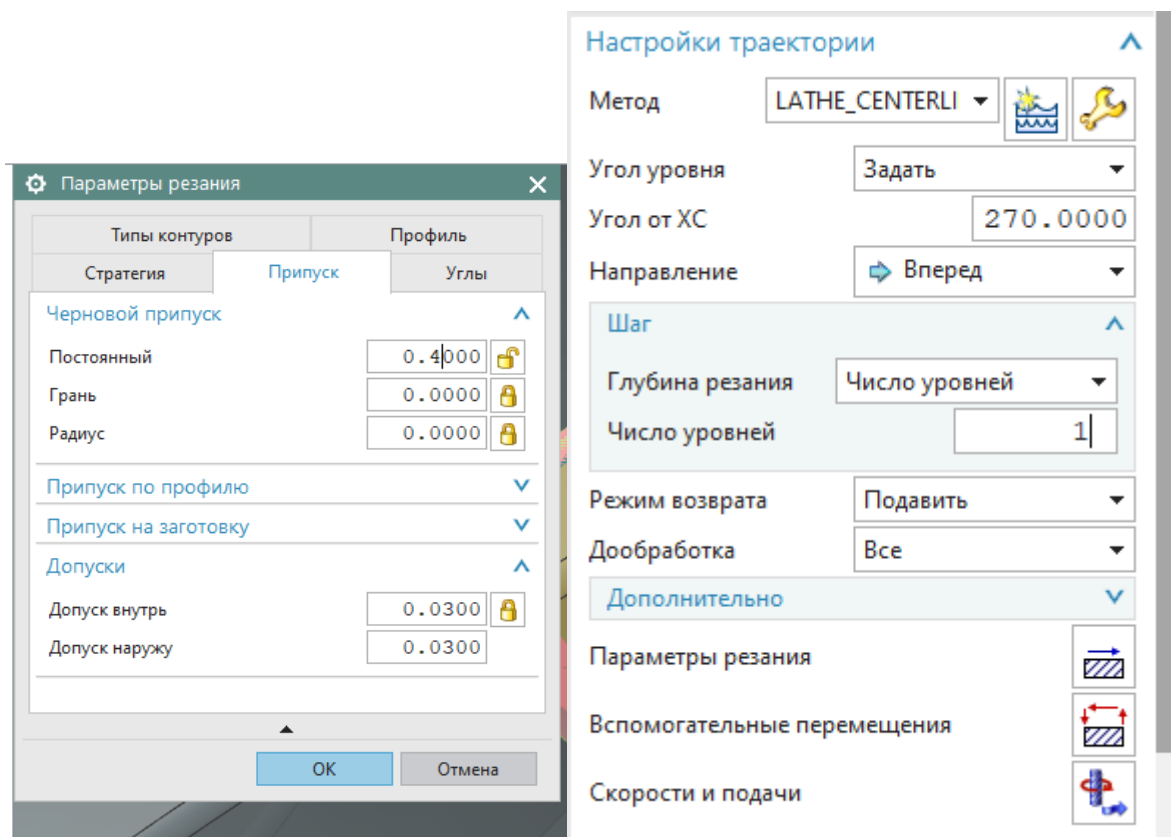 Параметры резания
Типы контуров Профиль
Стратегия Припуск Углы
Черновой припуск
Постоянный 0.4000
Грань 0.0000
Радиус 0.0000
Припуск по профилю
Припуск на заготовку
Допуски
Допуск внутрь 0.0300
Допуск наружу 0.0300
OK Отмена
Настройки траектории
Метод LATHE_CENTERLI
Угол уровня Задать
Угол от XC 270.0000
Направление Вперед
Шаг
Глубина резания Число уровней
Число уровней 1
Режим возврата Подавить
Дообработка Все
Дополнительно
Параметры резания
Вспомогательные перемещения
Скорости и подачи